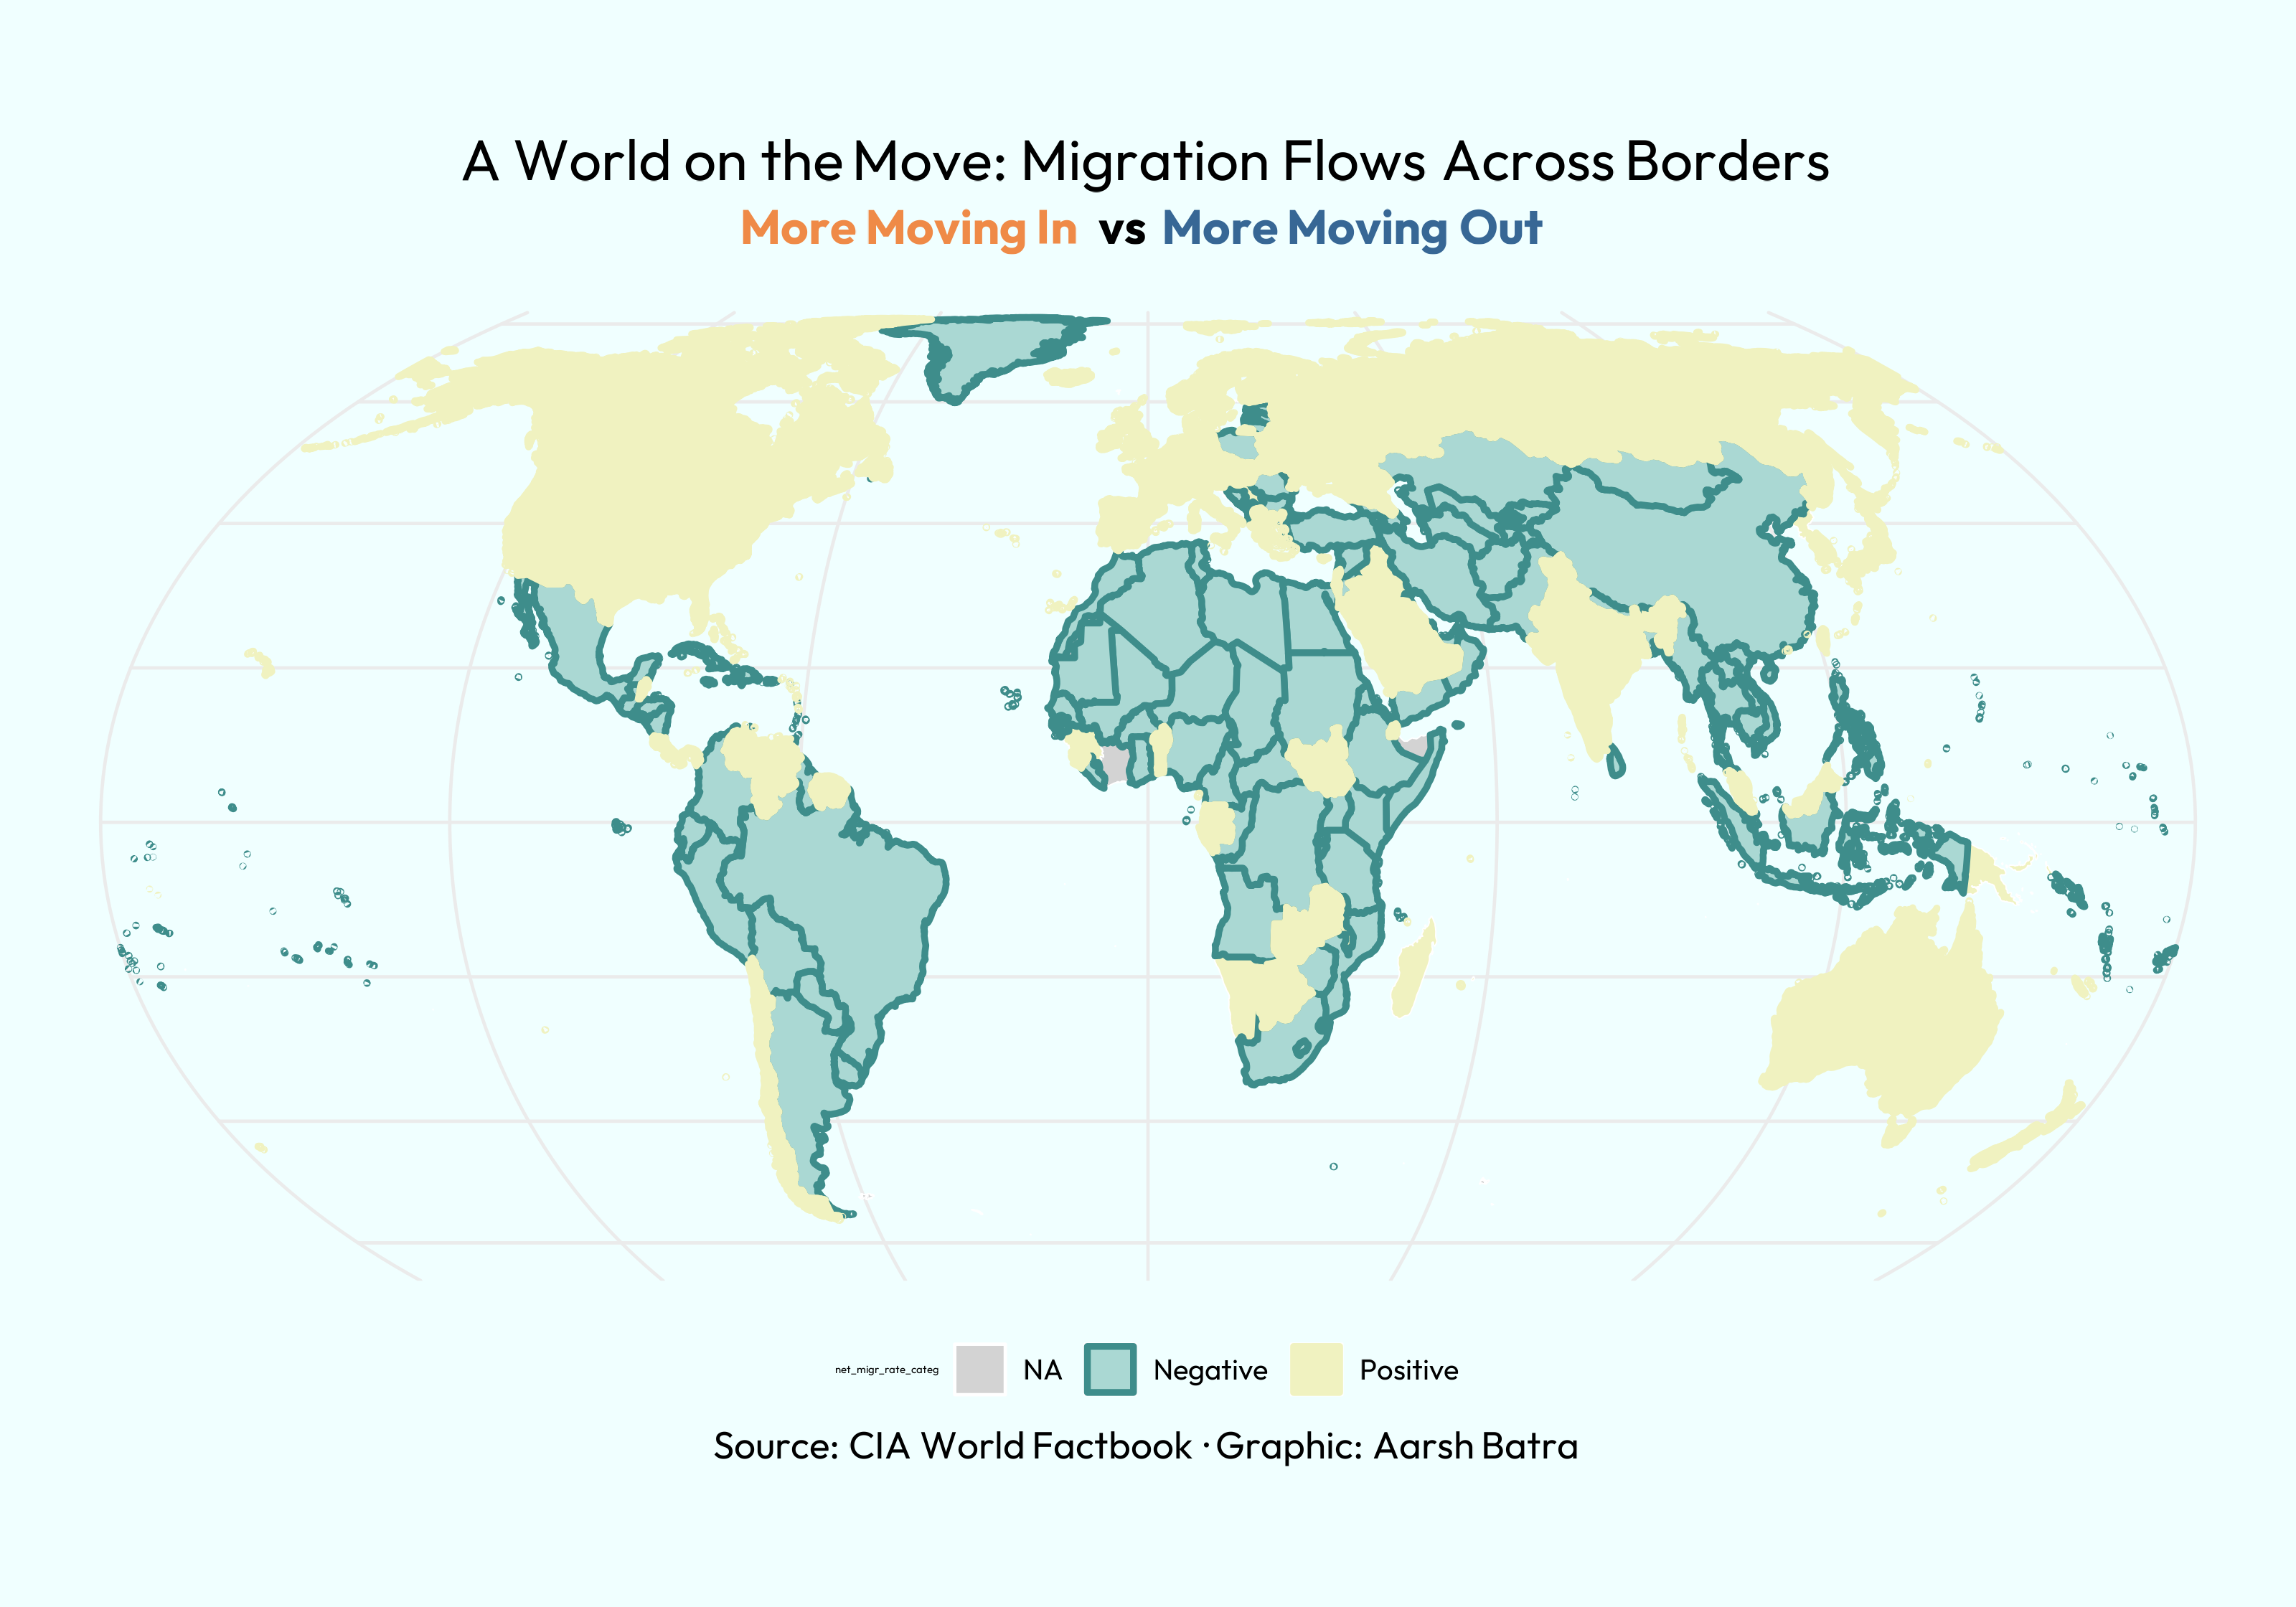 A World on the Move: Migration Flows Across Borders
More Moving In vs More Moving Out
net_migr_rate_categ NA Negative Positive
Source: CIA World Factbook · Graphic: Aarsh Batra